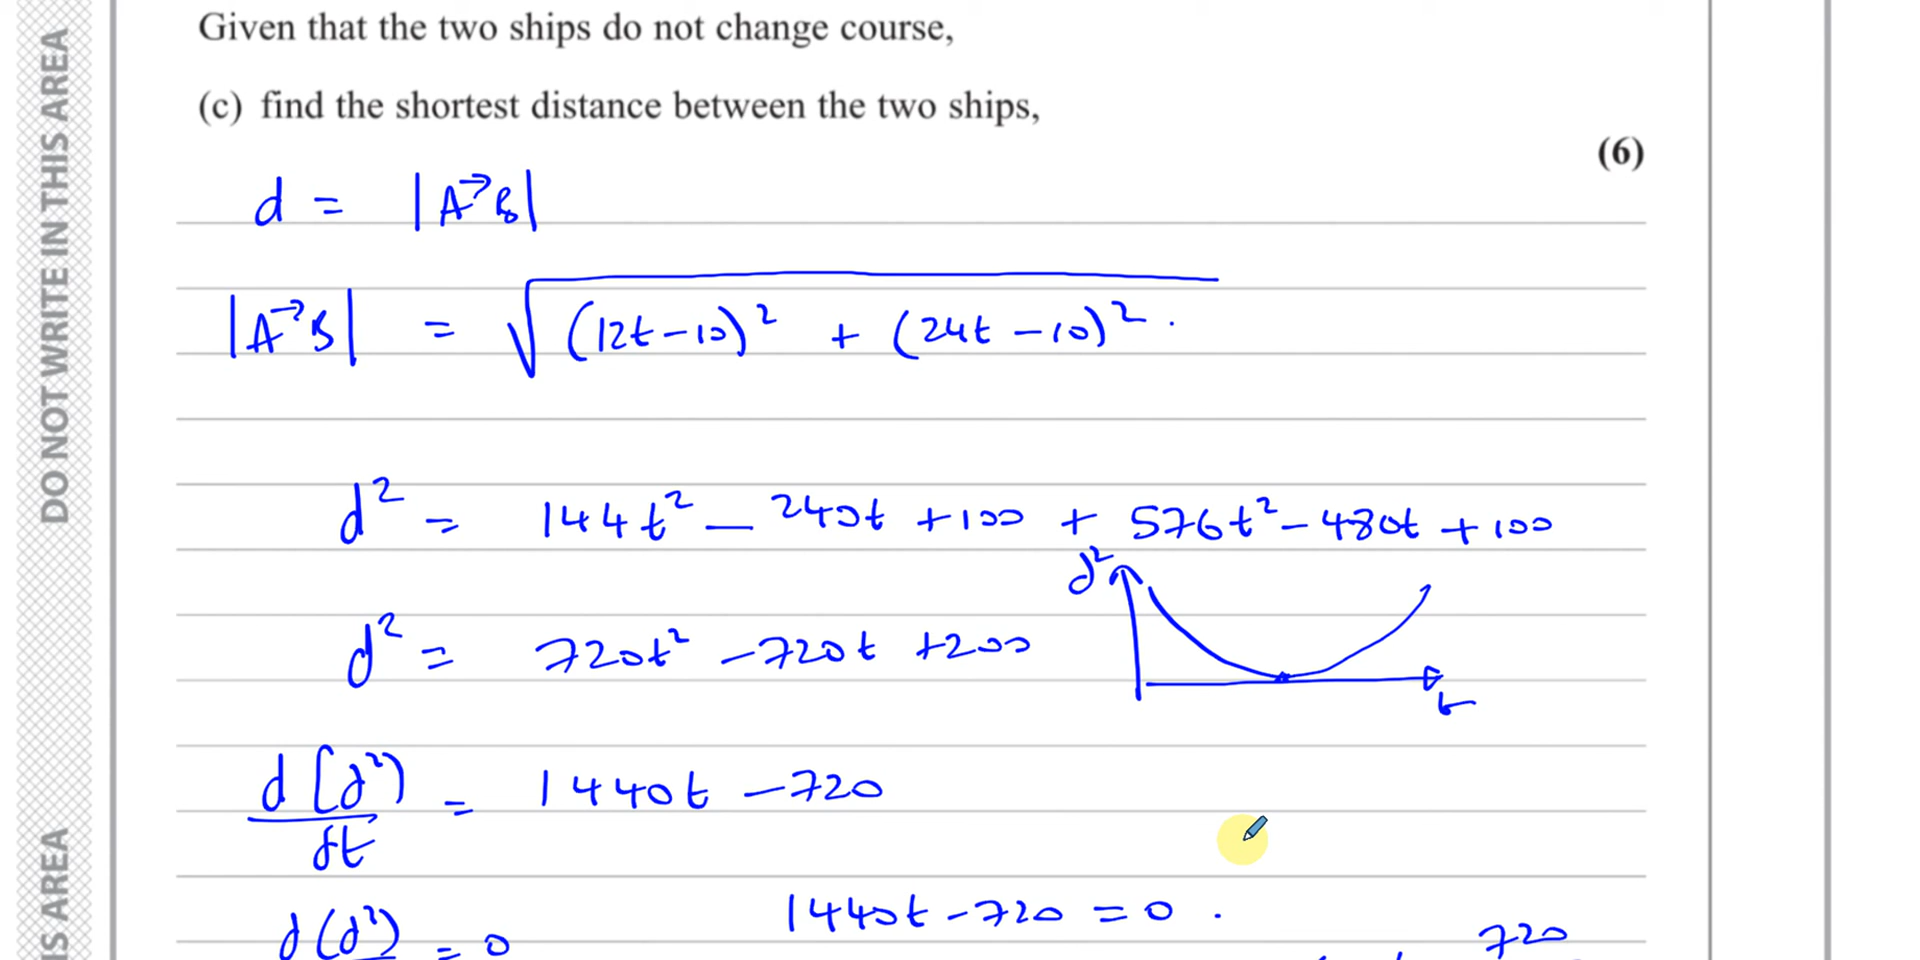 Given that the two ships do not change course,
(c) find the shortest distance between the two ships,
(6)
d = |A→B|
|A→B| = √((12t-10)² + (24t-10)².
d² = 144t² - 240t +100 + 576t² - 480t +100
d²
d² = 720t² -720t +200
t
d(d²)/dt = 1440t -720
1440t -720 = 0 .
d(d²) = 0
720
DO NOT WRITE IN THIS AREA
IS AREA